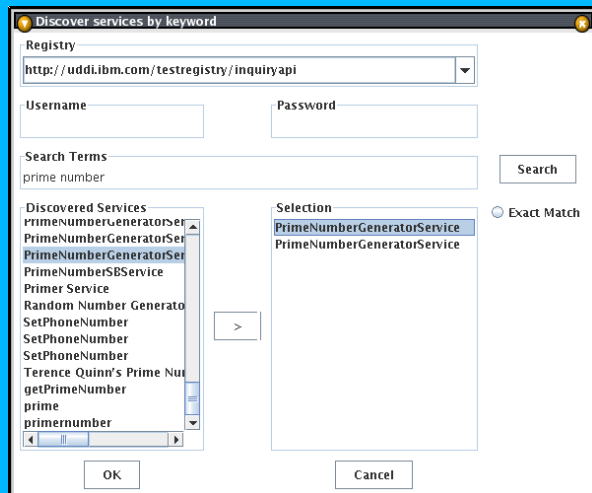 Discover services by keyword
Registry
http://uddi.ibm.com/testregistry/inquiryapi
Username
Password
Search Terms
prime number
Search
Discovered Services
PrimeNumberGeneratorSer
PrimeNumberGeneratorSer
PrimeNumberGeneratorSer
PrimeNumberSBService
Primer Service
Random Number Generato
SetPhoneNumber
SetPhoneNumber
SetPhoneNumber
Terence Quinn's Prime Nu
getPrimeNumber
prime
primernumber
>
Selection
PrimeNumberGeneratorService
PrimeNumberGeneratorService
Exact Match
OK
Cancel